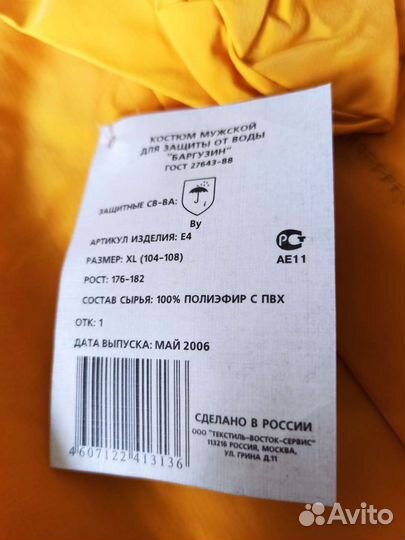 КОСТЮМ МУЖСКОЙ
ДЛЯ ЗАЩИТЫ ОТ ВОДЫ
"БАРГУЗИН"
ГОСТ 27643-88
ЗАЩИТНЫЕ СВ-ВА:
Ву
АРТИКУЛ ИЗДЕЛИЯ: Е4
РАЗМЕР: XL (104-108)
РОСТ: 176-182
РСТ
АЕ11
СОСТАВ СЫРЬЯ: 100% ПОЛИЭФИР С ПВХ
ОТК: 1
ДАТА ВЫПУСКА: МАЙ 2006
4607122413136
СДЕЛАНО В РОССИИ
ООО "ТЕКСТИЛЬ-ВОСТОК-СЕРВИС"
113216 РОССИЯ, МОСКВА,
УЛ. ГРИНА Д.11
Avito